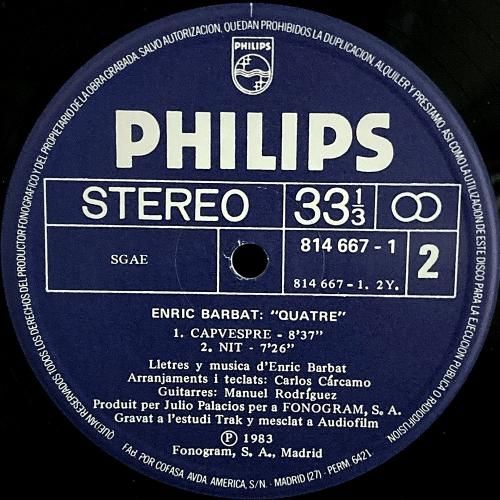 SALVO AUTORIZACION, QUEDAN PROHIBIDOS LA DUPLICACION, ALQUILER Y PRESTAMO, ASI COMO LA UTILIZACION DE ESTE DISCO PARA LA EJECUCION PUBLICA O RADIODIFUSION
QUEDAN RESERVADOS TODOS LOS DERECHOS DEL PRODUCTOR FONOGRAFICO Y DEL PROPIETARIO DE LA OBRA GRABADA.
PHILIPS
PHILIPS
STEREO
33 1/3
814 667 - 1
2
SGAE
814 667 - 1. 2Y.
ENRIC BARBAT: "QUATRE"
1. CAPVESPRE - 8'37"
2. NIT - 7'26"
Lletres y musica d'Enric Barbat
Arranjaments i teclats: Carlos Cárcamo
Guitarres: Manuel Rodríguez
Produit per Julio Palacios per a FONOGRAM, S. A.
Gravat a l'estudi Trak y mesclat a Audiofilm
Ⓟ 1983
Fonogram, S. A., Madrid
FAB. POR COFASA. AVDA. AMERICA, S/N. - MADRID (27) - PERM. 6421.